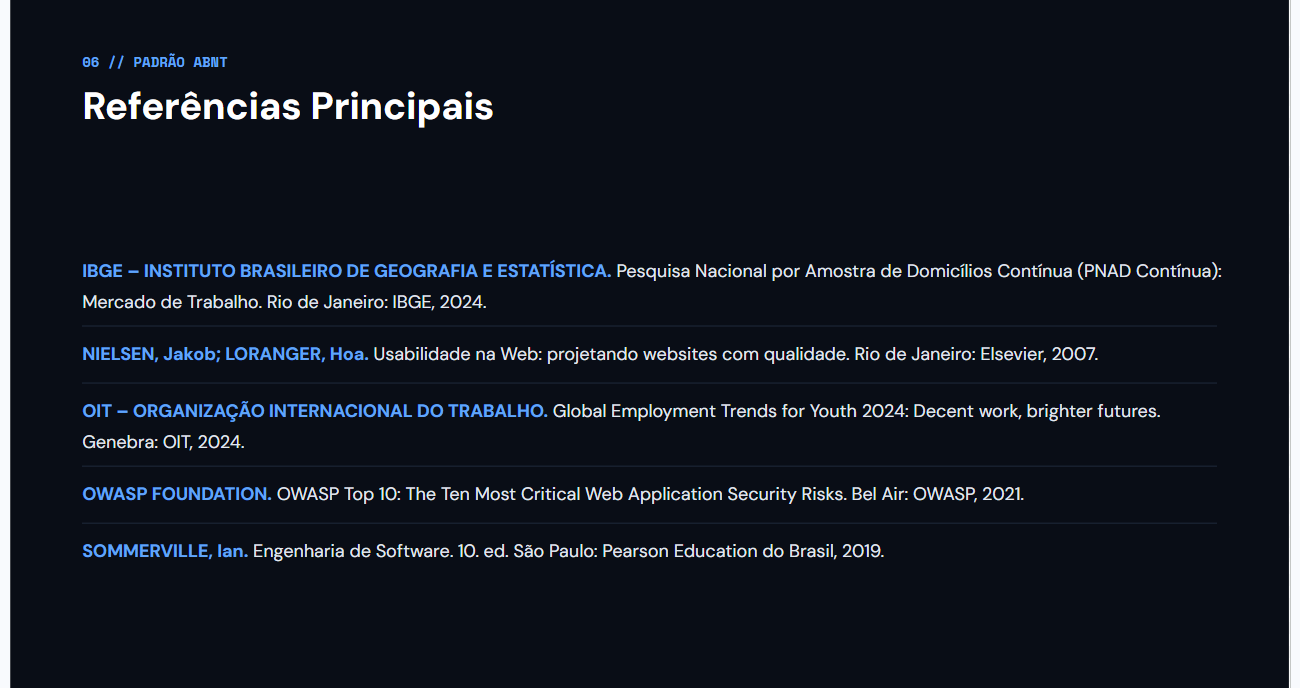 06 // PADRÃO ABNT
Referências Principais
IBGE – INSTITUTO BRASILEIRO DE GEOGRAFIA E ESTATÍSTICA. Pesquisa Nacional por Amostra de Domicílios Contínua (PNAD Contínua):
Mercado de Trabalho. Rio de Janeiro: IBGE, 2024.
NIELSEN, Jakob; LORANGER, Hoa. Usabilidade na Web: projetando websites com qualidade. Rio de Janeiro: Elsevier, 2007.
OIT – ORGANIZAÇÃO INTERNACIONAL DO TRABALHO. Global Employment Trends for Youth 2024: Decent work, brighter futures.
Genebra: OIT, 2024.
OWASP FOUNDATION. OWASP Top 10: The Ten Most Critical Web Application Security Risks. Bel Air: OWASP, 2021.
SOMMERVILLE, Ian. Engenharia de Software. 10. ed. São Paulo: Pearson Education do Brasil, 2019.